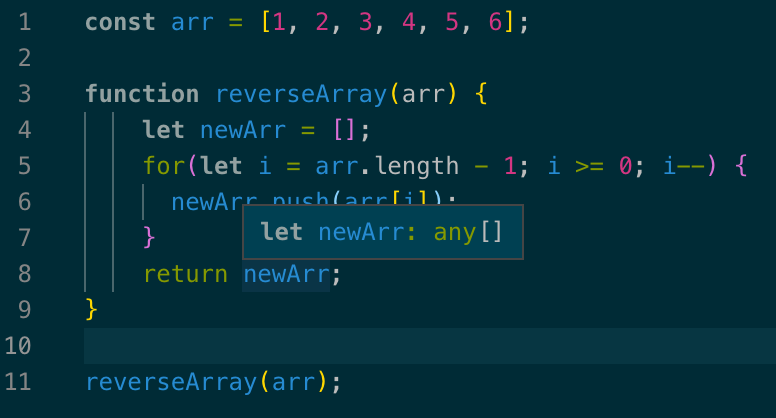 1 const arr = [1, 2, 3, 4, 5, 6];
2
3 function reverseArray(arr) {
4 let newArr = [];
5 for(let i = arr.length - 1; i >= 0; i--) {
6 newArr.push(arr[i]);
let newArr: any[]
7 }
8 return newArr;
9 }
10
11 reverseArray(arr);